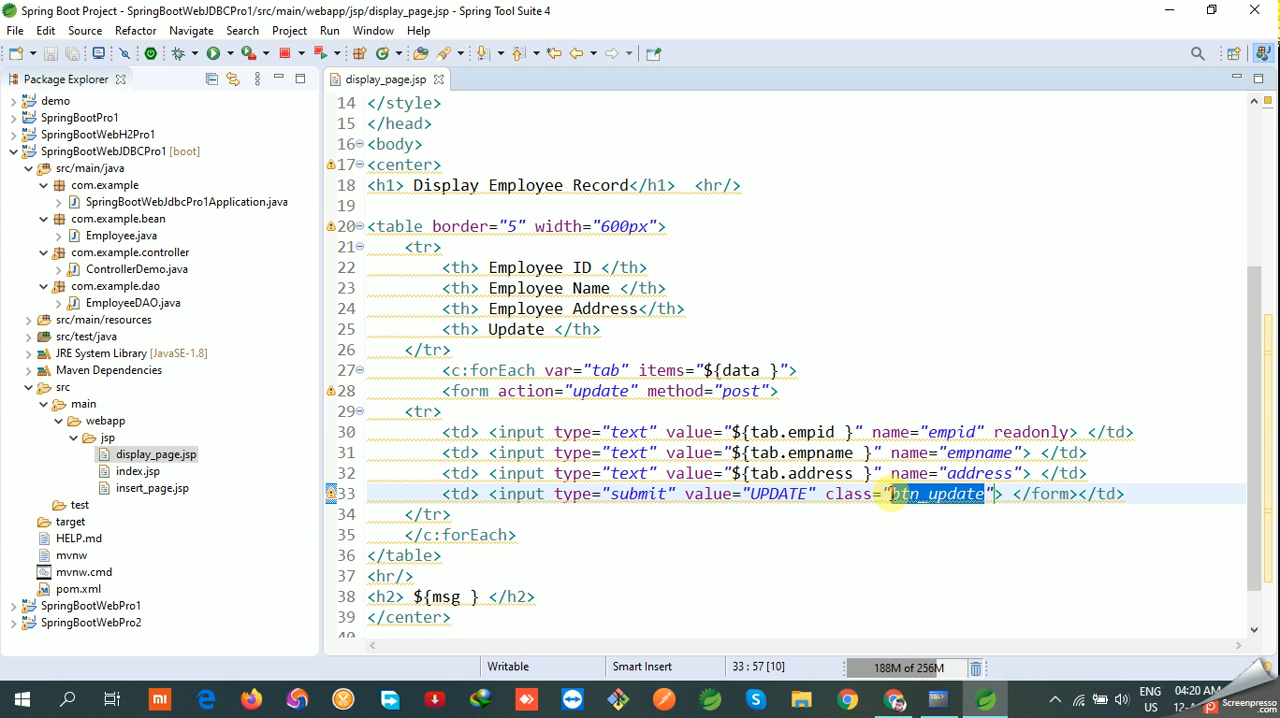 Spring Boot Project - SpringBootWebJDBCPro1/src/main/webapp/jsp/display_page.jsp - Spring Tool Suite 4
File Edit Source Refactor Navigate Search Project Run Window Help
Package Explorer
demo
SpringBootPro1
SpringBootWebH2Pro1
SpringBootWebJDBCPro1 [boot]
src/main/java
com.example
SpringBootWebJdbcPro1Application.java
com.example.bean
Employee.java
com.example.controller
ControllerDemo.java
com.example.dao
EmployeeDAO.java
src/main/resources
src/test/java
JRE System Library [JavaSE-1.8]
Maven Dependencies
src
main
webapp
jsp
display_page.jsp
index.jsp
insert_page.jsp
test
target
HELP.md
mvnw
mvnw.cmd
pom.xml
SpringBootWebPro1
SpringBootWebPro2
display_page.jsp
14 </style>
15 </head>
16 <body>
17 <center>
18 <h1> Display Employee Record</h1> <hr/>
19
20 <table border="5" width="600px">
21 <tr>
22 <th> Employee ID </th>
23 <th> Employee Name </th>
24 <th> Employee Address</th>
25 <th> Update </th>
26 </tr>
27 <c:forEach var="tab" items="${data }">
28 <form action="update" method="post">
29 <tr>
30 <td> <input type="text" value="${tab.empid }" name="empid" readonly> </td>
31 <td> <input type="text" value="${tab.empname }" name="empname"> </td>
32 <td> <input type="text" value="${tab.address }" name="address"> </td>
33 <td> <input type="submit" value="UPDATE" class="btn_update"> </form></td>
34 </tr>
35 </c:forEach>
36 </table>
37 <hr/>
38 <h2> ${msg } </h2>
39 </center>
40
Writable Smart Insert 33 : 57 [10] 188M of 256M
ENG 04:20 AM
US
Screenpresso
.com